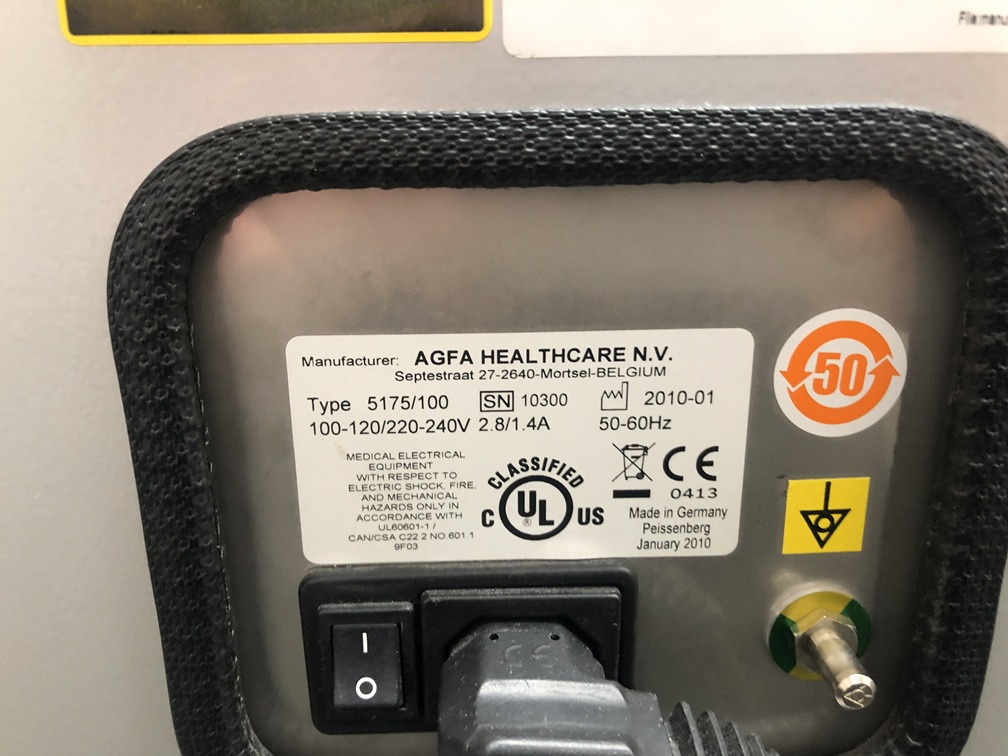 Manufacturer: AGFA HEALTHCARE N.V.
Septestraat 27-2640-Mortsel-BELGIUM
Type 5175/100 SN 10300 2010-01
100-120/220-240V 2.8/1.4A 50-60Hz
MEDICAL ELECTRICAL
EQUIPMENT
WITH RESPECT TO
ELECTRIC SHOCK, FIRE,
AND MECHANICAL
HAZARDS ONLY IN
ACCORDANCE WITH
UL60601-1 /
CAN/CSA C22 2 NO.601.1
9F03
CLASSIFIED
C UL ® US
CE
0413
Made in Germany
Peissenberg
January 2010
50
I
O
CE